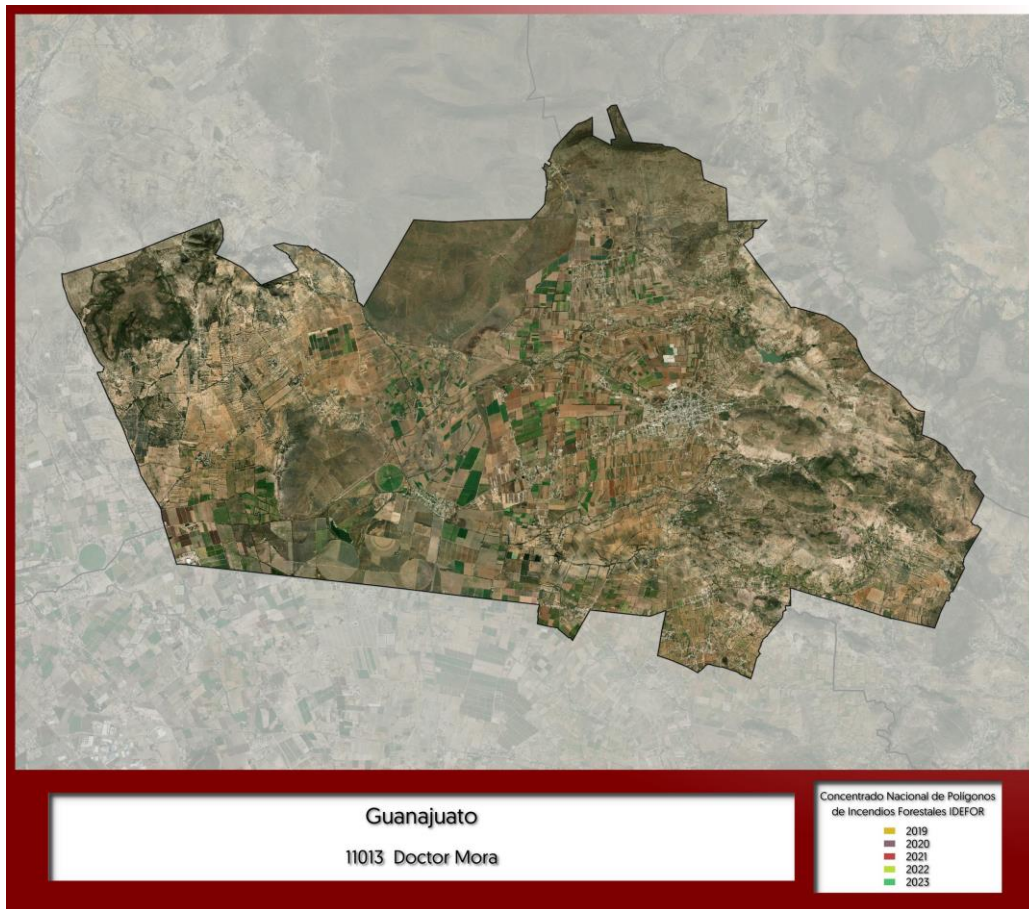 Guanajuato
11013 Doctor Mora
Concentrado Nacional de Polígonos
de Incendios Forestales IDEFOR
2019
2020
2021
2022
2023